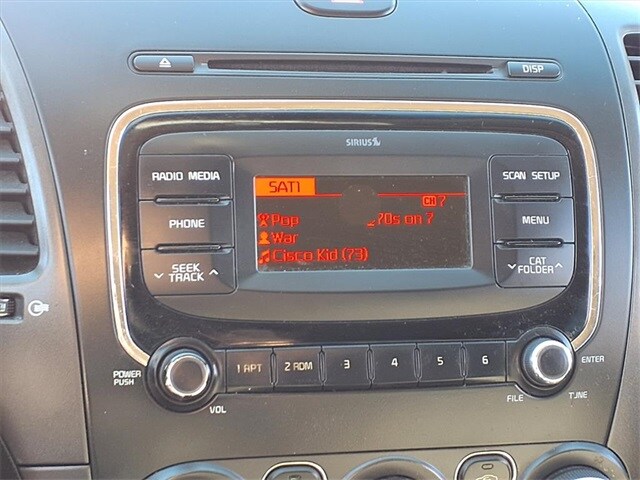 DISP
SIRIUS
RADIO MEDIA
SAT1
SCAN SETUP
CH 7
PHONE
Pop _70s on 7
MENU
War
SEEK
TRACK
Cisco Kid (73)
CAT
FOLDER
POWER
PUSH
1 RPT
2 RDM
3
4
5
6
ENTER
VOL
FILE
TUNE